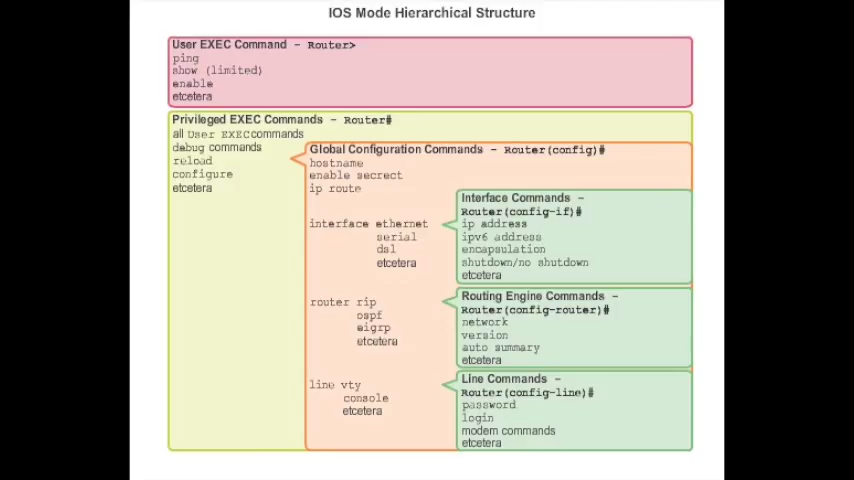 IOS Mode Hierarchical Structure
User EXEC Command - Router>
ping
show (limited)
enable
etcetera
Privileged EXEC Commands - Router#
all User EXEC commands
debug commands
reload
configure
etcetera
Global Configuration Commands - Router(config)#
hostname
enable secrect
ip route
interface ethernet
serial
dsl
etcetera
Interface Commands -
Router(config-if)#
ip address
ipv6 address
encapsulation
shutdown/no shutdown
etcetera
router rip
ospf
eigrp
etcetera
Routing Engine Commands -
Router(config-router)#
network
version
auto summary
etcetera
line vty
console
etcetera
Line Commands -
Router(config-line)#
password
login
modem commands
etcetera